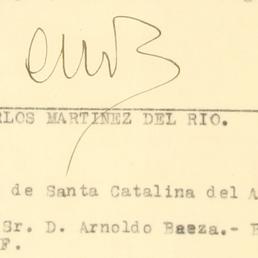 RLOS MARTINEZ DEL RIO.
de Santa Catalina del A
Sr. D. Arnoldo Baeza.-
F.